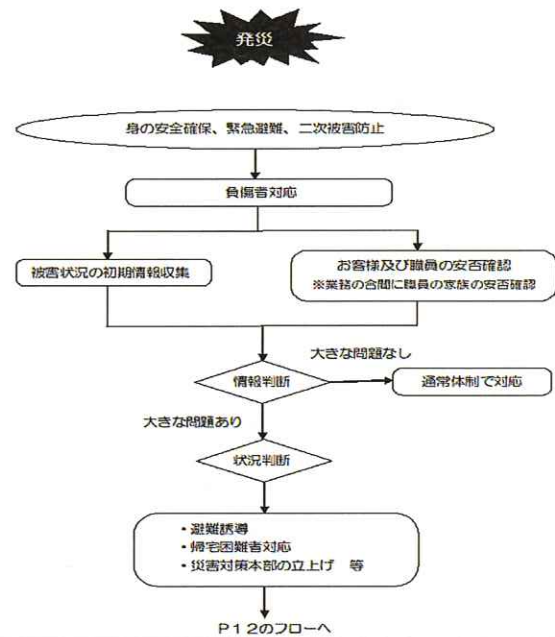 発災
身の安全確保、緊急避難、二次被害防止
負傷者対応
被害状況の初期情報収集
お客様及び職員の安否確認
※業務の合間に職員の家族の安否確認
大きな問題なし
情報判断
通常体制で対応
大きな問題あり
状況判断
・避難誘導
・帰宅困難者対応
・災害対策本部の立上げ　等
P12のフローへ